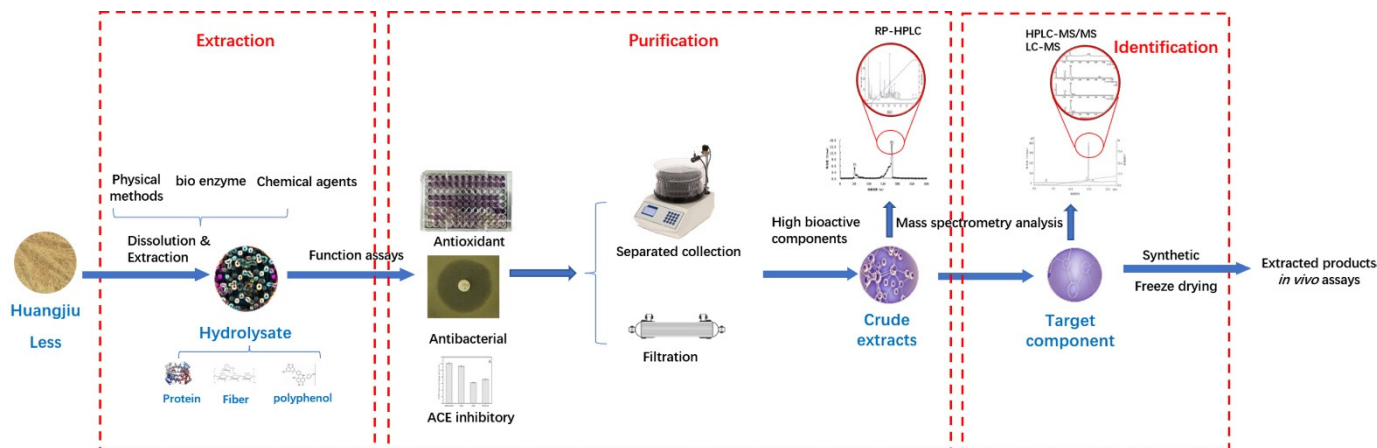 Extraction
Purification
Identification
RP-HPLC
HPLC-MS/MS
LC-MS
Physical
methods
bio enzyme
Chemical agents
Dissolution &
Extraction
Function assays
Antioxidant
Separated collection
High bioactive
components
Mass spectrometry analysis
Synthetic
Freeze drying
Extracted products
in vivo assays
Huangjiu
Less
Hydrolysate
Antibacterial
Filtration
Crude
extracts
Target
component
Protein
Fiber
polyphenol
ACE inhibitory